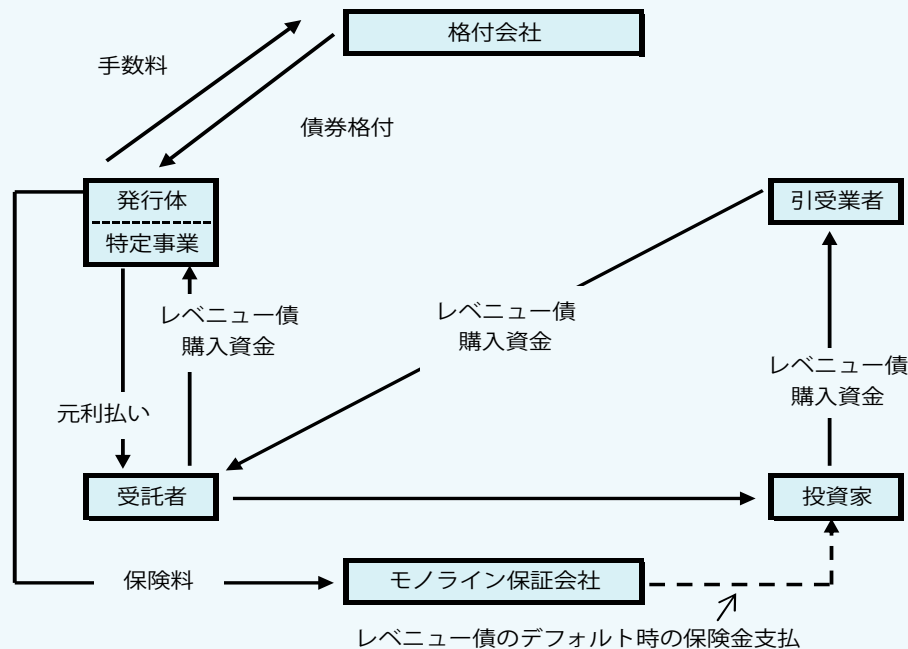 格付会社
手数料
債券格付
発行体
特定事業
引受業者
レベニュー債
購入資金
レベニュー債
購入資金
レベニュー債
購入資金
元利払い
受託者
投資家
保険料
モノライン保証会社
レベニュー債のデフォルト時の保険金支払